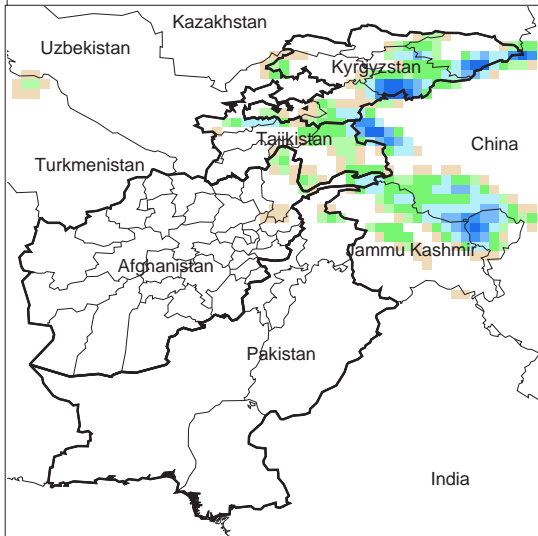 Kazakhstan
Uzbekistan
Kyrgyzstan
Tajikistan
China
Turkmenistan
Jammu Kashmir
Afghanistan
Pakistan
India